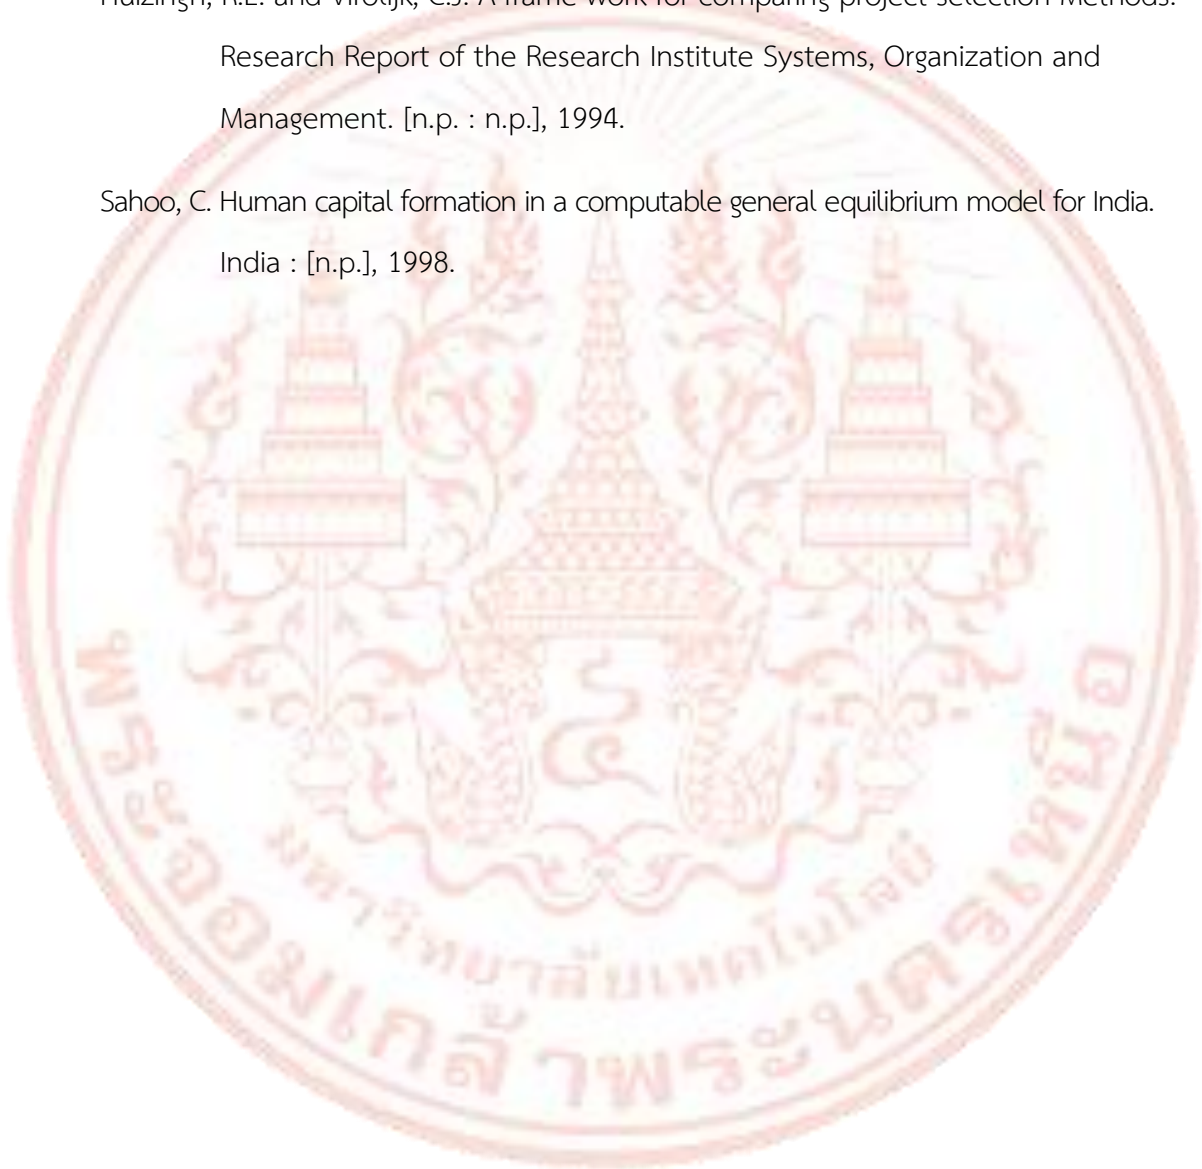 Huizingh, R.E. and Vrolijk, C.J. A frame work for comparing project selection Methods.
Research Report of the Research Institute Systems, Organization and
Management. [n.p. : n.p.], 1994.
Sahoo, C. Human capital formation in a computable general equilibrium model for India.
India : [n.p.], 1998.
มหาวิทยาลัยเทคโนโลยี
พระจอมเกล้าพระนครเหนือ